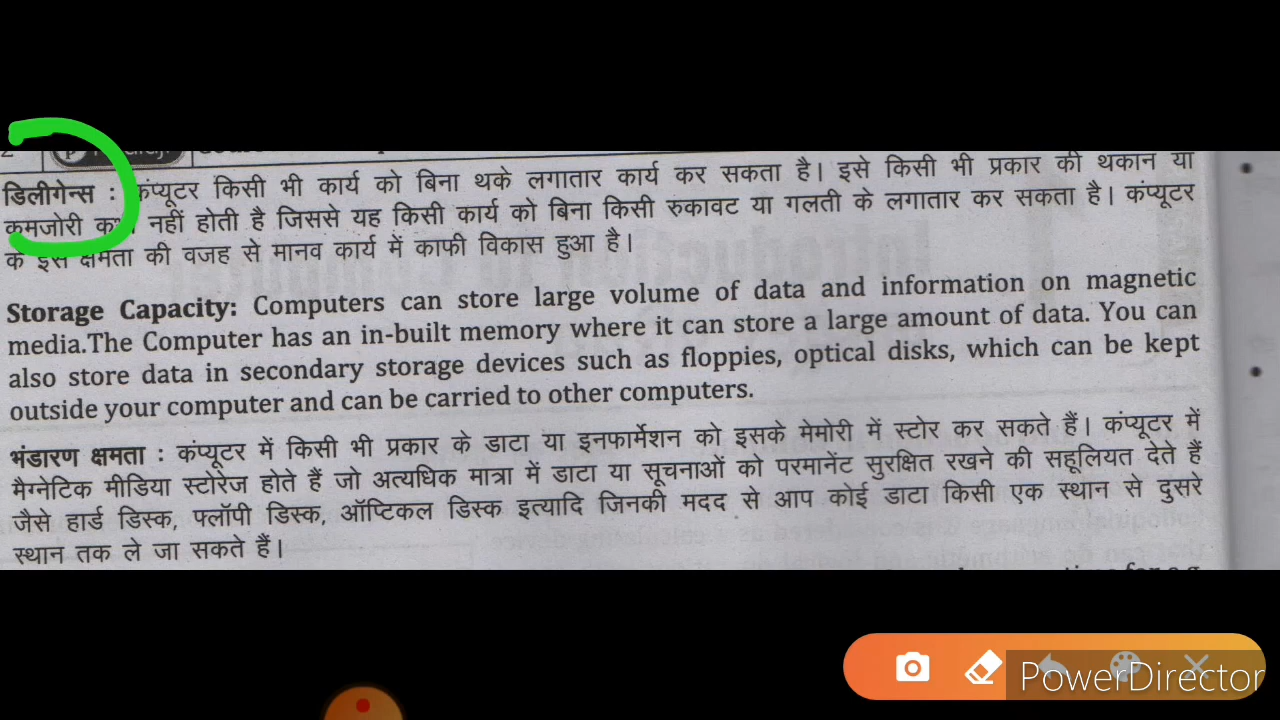 डिलीगेन्स : कंप्यूटर किसी भी कार्य को बिना थके लगातार कार्य कर सकता है। इसे किसी भी प्रकार की थकान या
कमजोरी नहीं होती है जिससे यह किसी कार्य को बिना किसी रुकावट या गलती के लगातार कर सकता है। कंप्यूटर
के इस क्षमता की वजह से मानव कार्य में काफी विकास हुआ है।
Storage Capacity: Computers can store large volume of data and information on magnetic
media.The Computer has an in-built memory where it can store a large amount of data. You can
also store data in secondary storage devices such as floppies, optical disks, which can be kept
outside your computer and can be carried to other computers.
भंडारण क्षमता : कंप्यूटर में किसी भी प्रकार के डाटा या इनफार्मेशन को इसके मेमोरी में स्टोर कर सकते हैं। कंप्यूटर में
मैग्नेटिक मीडिया स्टोरेज होते हैं जो अत्यधिक मात्रा में डाटा या सूचनाओं को परमानेंट सुरक्षित रखने की सहूलियत देते हैं
जैसे हार्ड डिस्क, फ्लॉपी डिस्क, ऑप्टिकल डिस्क इत्यादि जिनकी मदद से आप कोई डाटा किसी एक स्थान से दुसरे
स्थान तक ले जा सकते हैं।
PowerDirector